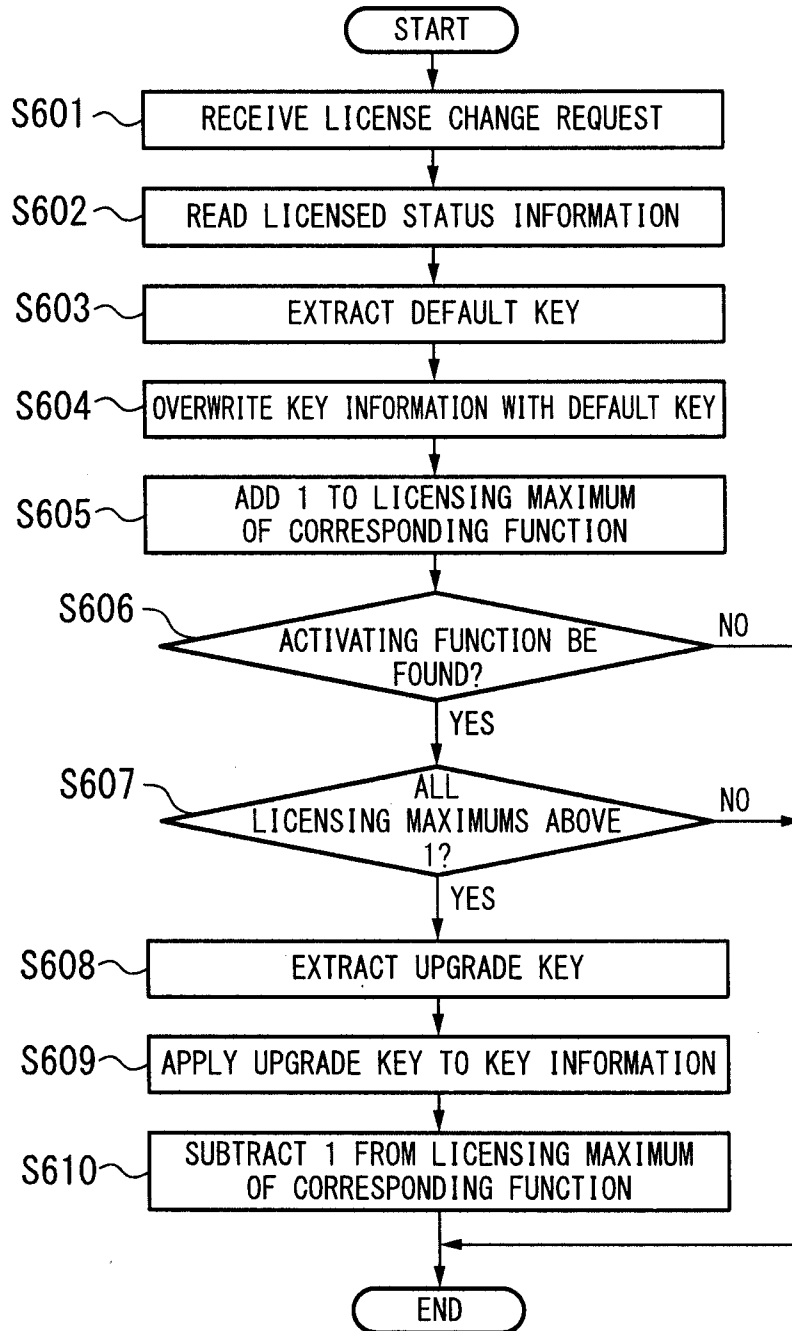 START
S601
RECEIVE LICENSE CHANGE REQUEST
S602
READ LICENSED STATUS INFORMATION
S603
EXTRACT DEFAULT KEY
S604
OVERWRITE KEY INFORMATION WITH DEFAULT KEY
S605
ADD 1 TO LICENSING MAXIMUM
OF CORRESPONDING FUNCTION
S606
ACTIVATING FUNCTION BE
FOUND?
NO
YES
S607
ALL
LICENSING MAXIMUMS ABOVE
1?
NO
YES
S608
EXTRACT UPGRADE KEY
S609
APPLY UPGRADE KEY TO KEY INFORMATION
S610
SUBTRACT 1 FROM LICENSING MAXIMUM
OF CORRESPONDING FUNCTION
END